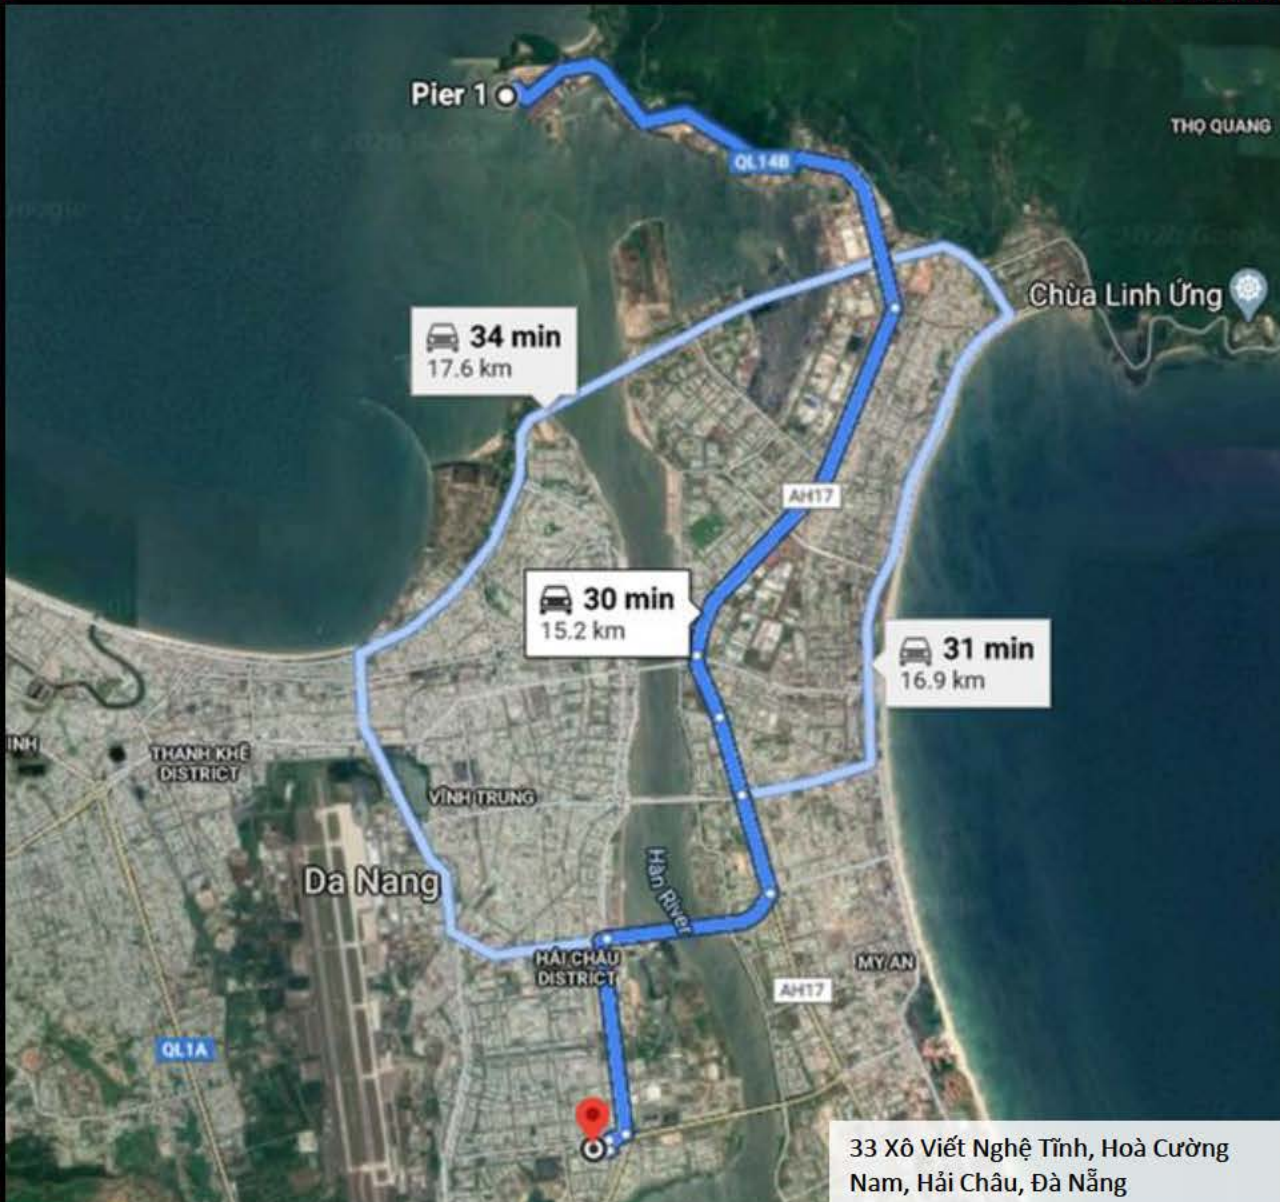 Pier 1
THỌ QUANG
QL14B
Chùa Linh Ứng
34 min
17.6 km
AH17
30 min
15.2 km
31 min
16.9 km
INH
THANH KHÊ
DISTRICT
VĨNH TRUNG
Da Nang
Hàn River
HẢI CHÂU
DISTRICT
MY AN
AH17
QL1A
33 Xô Viết Nghệ Tĩnh, Hoà Cường
Nam, Hải Châu, Đà Nẵng